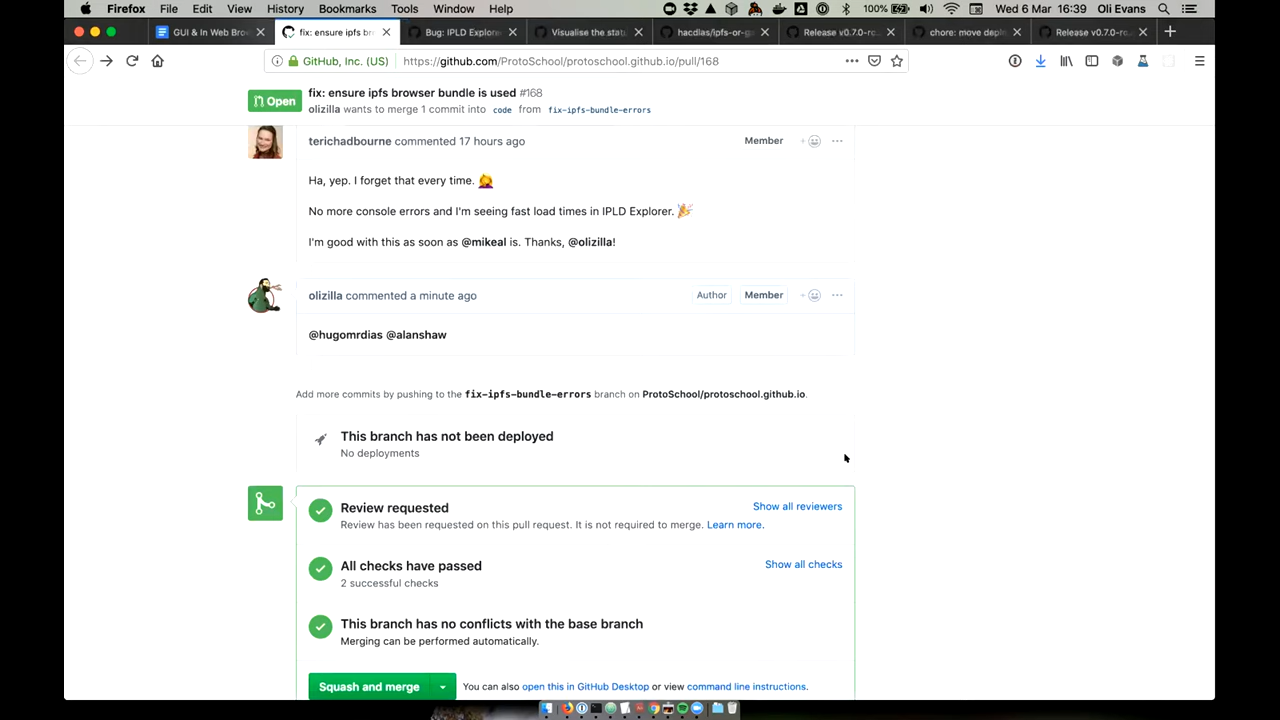 Firefox File Edit View History Bookmarks Tools Window Help 100% Wed 6 Mar 16:39 Oli Evans
GUI & In Web Brow fix: ensure ipfs bro Bug: IPLD Explorer Visualise the statu hacdias/ipfs-or-ga Release v0.7.0-rc. chore: move deplo Release v0.7.0-rc.
GitHub, Inc. (US) https://github.com/ProtoSchool/protoschool.github.io/pull/168
Open
fix: ensure ipfs browser bundle is used #168
olizilla wants to merge 1 commit into code from fix-ipfs-bundle-errors
terichadbourne commented 17 hours ago Member
Ha, yep. I forget that every time.
No more console errors and I'm seeing fast load times in IPLD Explorer.
I'm good with this as soon as @mikeal is. Thanks, @olizilla!
olizilla commented a minute ago Author Member
@hugomrdias @alanshaw
Add more commits by pushing to the fix-ipfs-bundle-errors branch on ProtoSchool/protoschool.github.io.
This branch has not been deployed
No deployments
Review requested Show all reviewers
Review has been requested on this pull request. It is not required to merge. Learn more.
All checks have passed Show all checks
2 successful checks
This branch has no conflicts with the base branch
Merging can be performed automatically.
Squash and merge You can also open this in GitHub Desktop or view command line instructions.